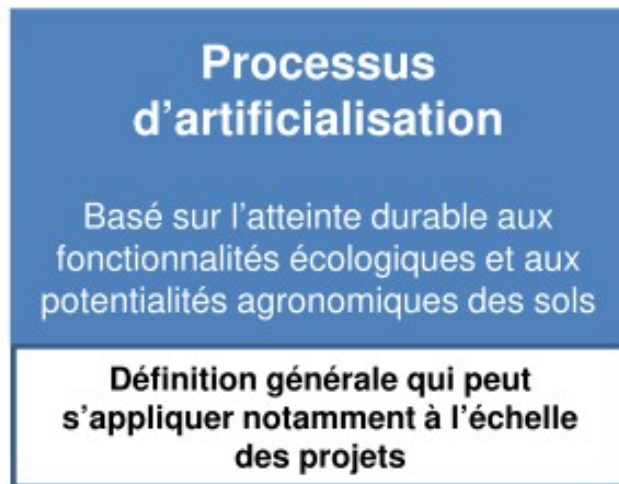 Processus
d’artificialisation
Basé sur l’atteinte durable aux
fonctionnalités écologiques et aux
potentialités agronomiques des sols
Définition générale qui peut
s’appliquer notamment à l’échelle
des projets